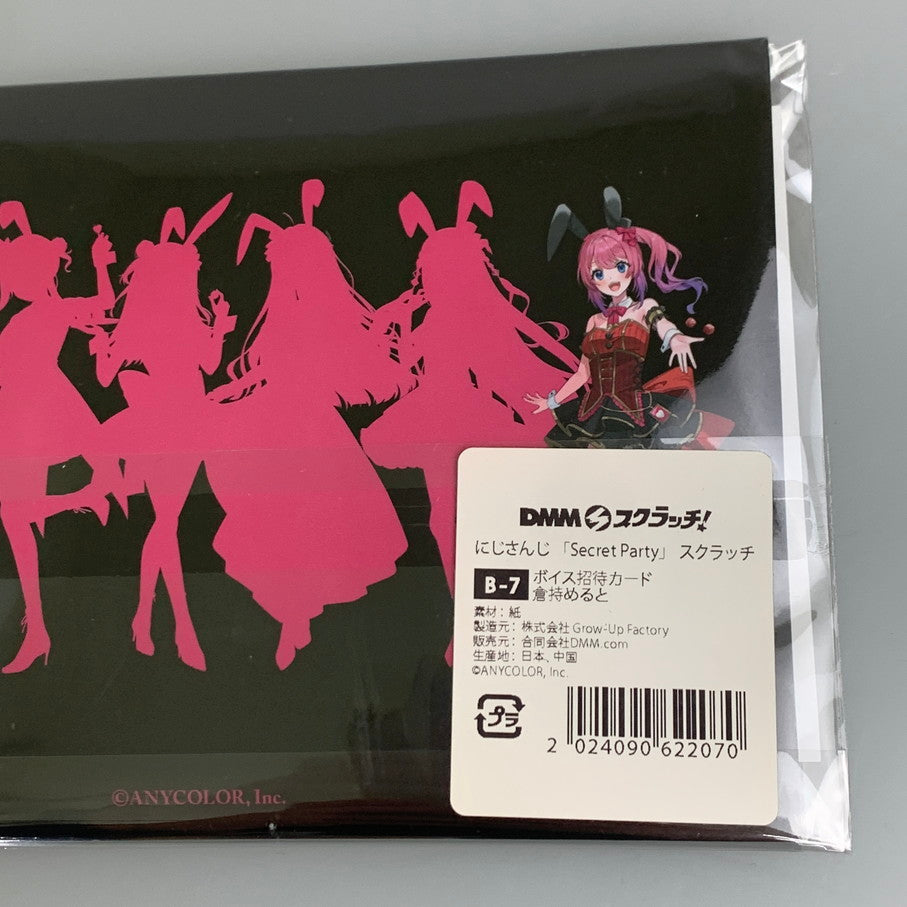 DMMスクラッチ!
にじさんじ 「Secret Party」 スクラッチ
B-7 ボイス招待カード
倉持めると
素材：紙
製造元：株式会社 Grow-Up Factory
販売元：合同会社DMM.com
生産地：日本、中国
©ANYCOLOR, Inc.
プラ
2 024090 622070
©ANYCOLOR, Inc.